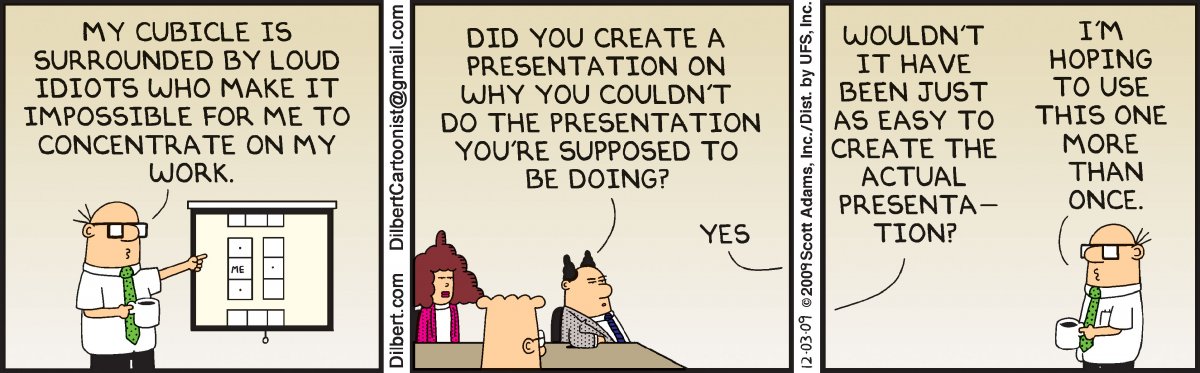 MY CUBICLE IS
SURROUNDED BY LOUD
IDIOTS WHO MAKE IT
IMPOSSIBLE FOR ME TO
CONCENTRATE ON MY
WORK.
ME
DilbertCartoonist@gmail.com
Dilbert.com
DID YOU CREATE A
PRESENTATION ON
WHY YOU COULDN'T
DO THE PRESENTATION
YOU'RE SUPPOSED TO
BE DOING?
YES
12-03-09 ©2009 Scott Adams, Inc./Dist. by UFS, Inc.
WOULDN'T
IT HAVE
BEEN JUST
AS EASY TO
CREATE THE
ACTUAL
PRESENTA-
TION?
I'M
HOPING
TO USE
THIS ONE
MORE
THAN
ONCE.